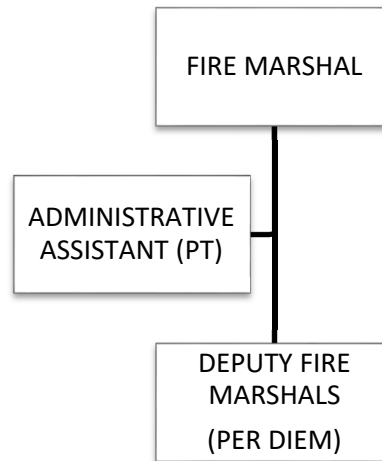 FIRE MARSHAL
ADMINISTRATIVE
ASSISTANT (PT)
DEPUTY FIRE
MARSHALS
(PER DIEM)